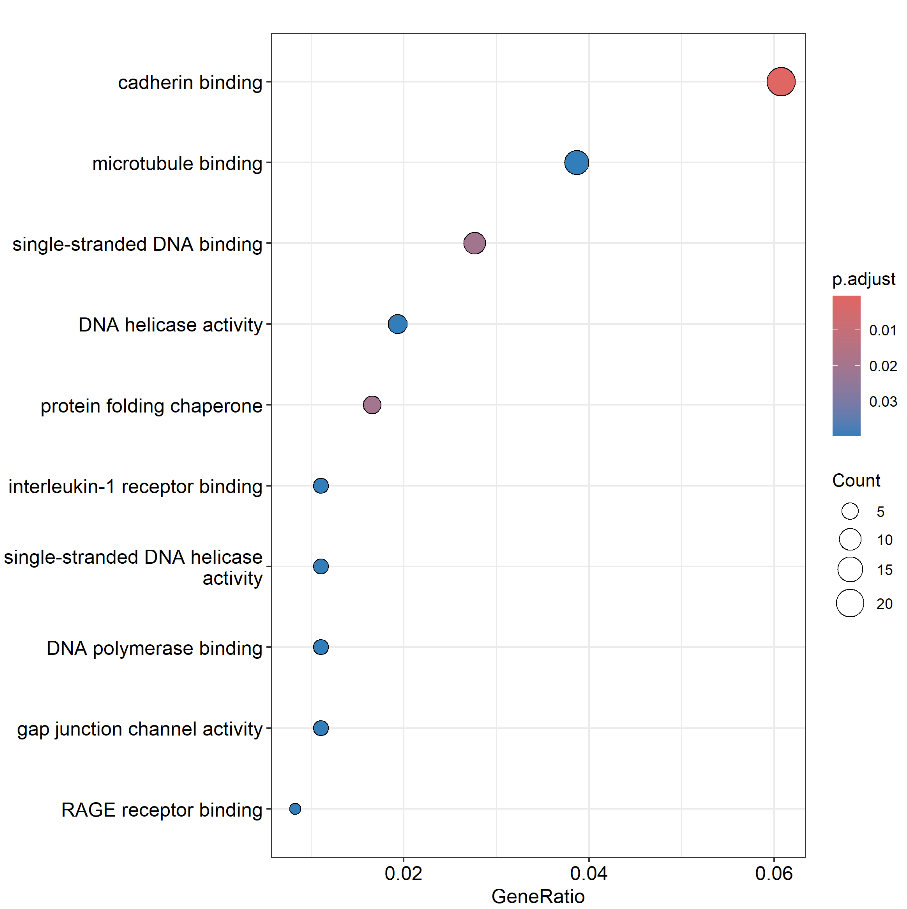 cadherin binding
microtubule binding
single-stranded DNA binding
DNA helicase activity
protein folding chaperone
interleukin-1 receptor binding
single-stranded DNA helicase
activity
DNA polymerase binding
gap junction channel activity
RAGE receptor binding
0.02
0.04
0.06
GeneRatio
p.adjust
0.01
0.02
0.03
Count
5
10
15
20